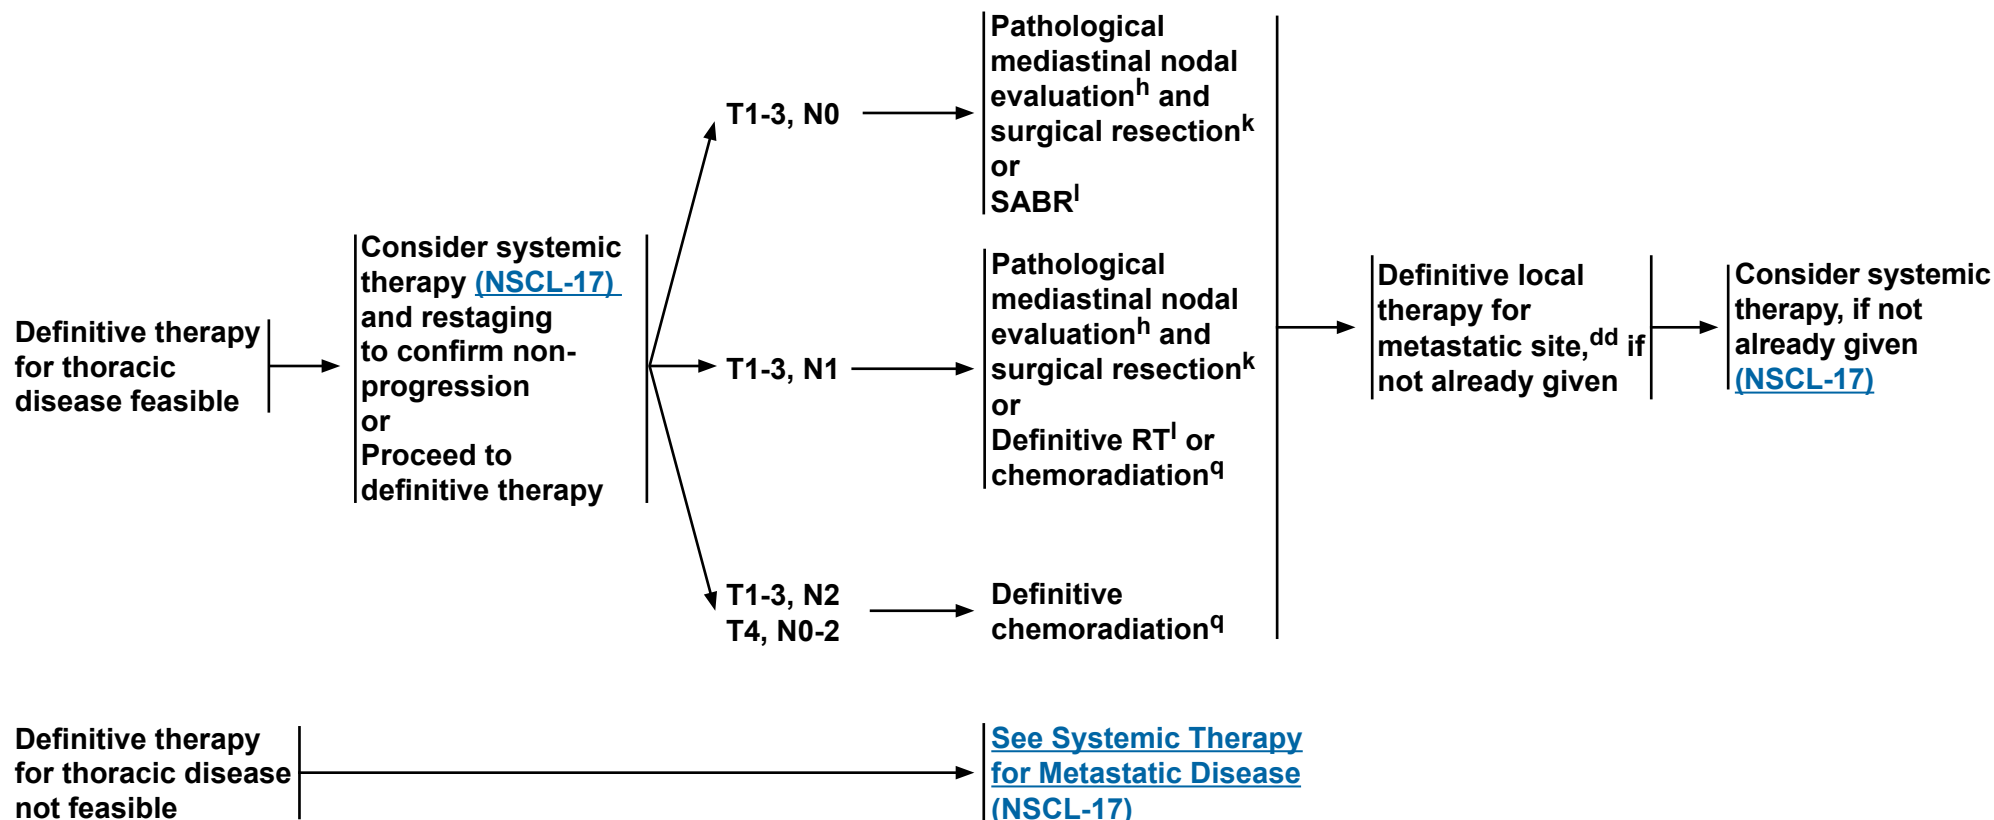 Definitive therapy
for thoracic
disease feasible
Consider systemic
therapy (NSCL-17)
and restaging
to confirm non-
progression
or
Proceed to
definitive therapy
T1-3, N0
Pathological
mediastinal nodal
evaluationh and
surgical resectionk
or
SABRl
T1-3, N1
Pathological
mediastinal nodal
evaluationh and
surgical resectionk
or
Definitive RTl or
chemoradiationq
T1-3, N2
T4, N0-2
Definitive
chemoradiationq
Definitive local
therapy for
metastatic site,dd if
not already given
Consider systemic
therapy, if not
already given
(NSCL-17)
Definitive therapy
for thoracic disease
not feasible
See Systemic Therapy
for Metastatic Disease
(NSCL-17)